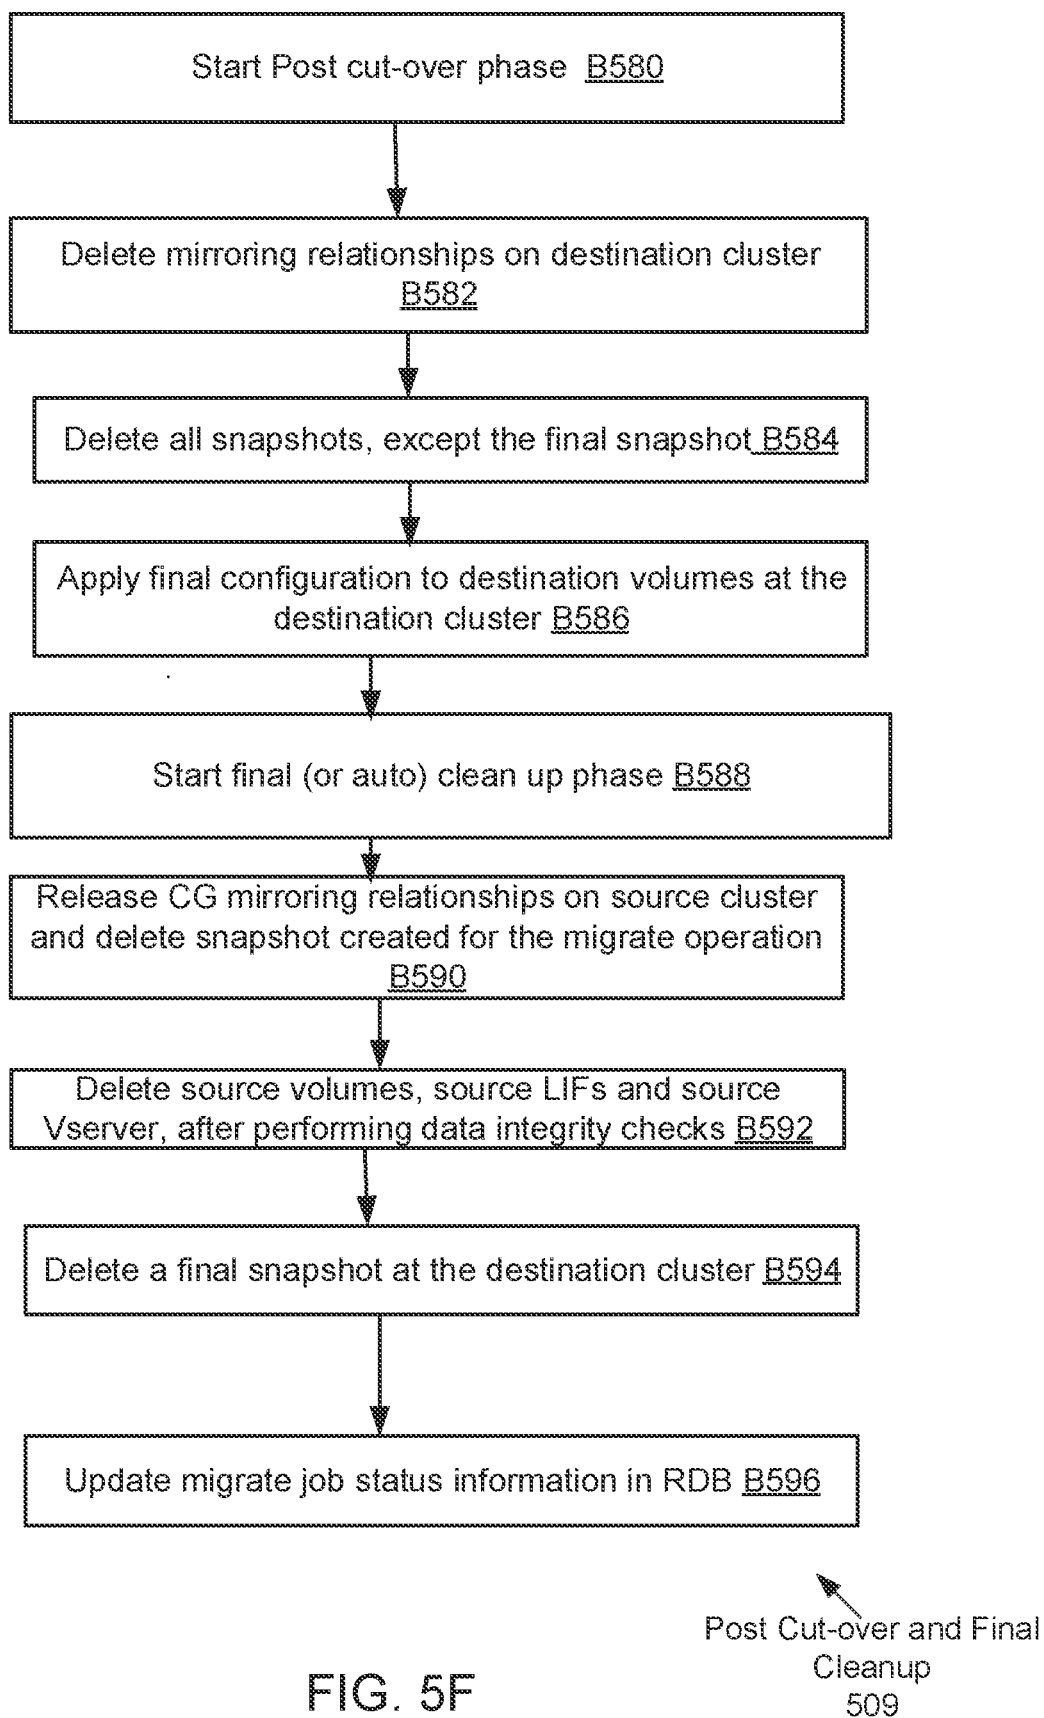 Start Post cut-over phase B580
Delete mirroring relationships on destination cluster
B582
Delete all snapshots, except the final snapshot B584
Apply final configuration to destination volumes at the
destination cluster B586
Start final (or auto) clean up phase B588
Release CG mirroring relationships on source cluster
and delete snapshot created for the migrate operation
B590
Delete source volumes, source LIFs and source
Vserver, after performing data integrity checks B592
Delete a final snapshot at the destination cluster B594
Update migrate job status information in RDB B596
Post Cut-over and Final
Cleanup
509
FIG. 5F